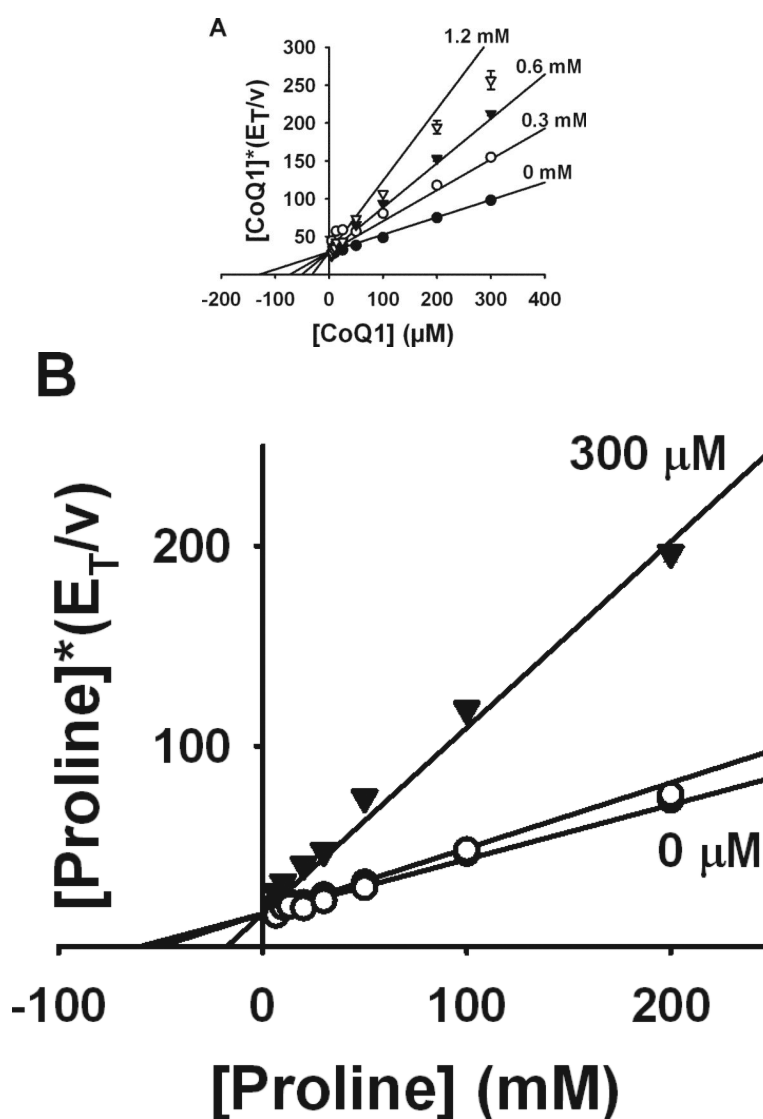 A
1.2 mM
300
0.6 mM
250
200
0.3 mM
150
0 mM
100
50
[CoQ1]*(ET/v)
-200 -100 0 100 200 300 400
[CoQ1] (µM)
B
300 µM
200
100
0 µM
[Proline]*(ET/v)
-100 0 100 200
[Proline] (mM)